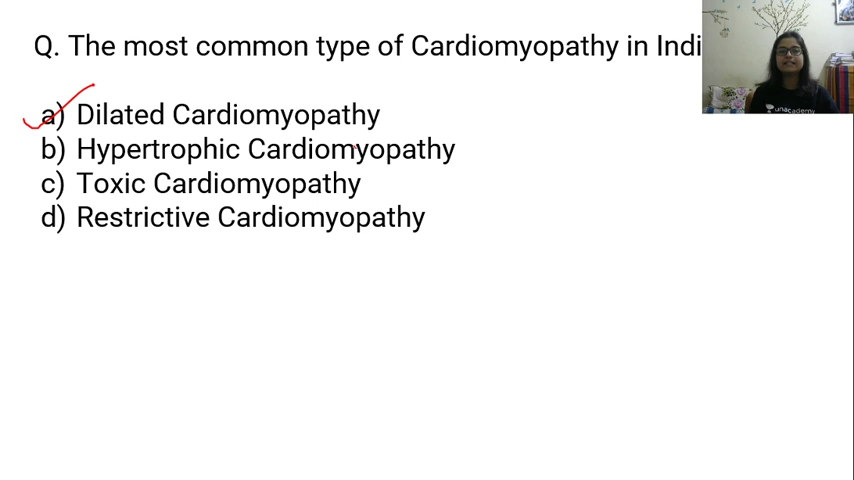 Q. The most common type of Cardiomyopathy in Indi
a) Dilated Cardiomyopathy
b) Hypertrophic Cardiomyopathy
c) Toxic Cardiomyopathy
d) Restrictive Cardiomyopathy
unacademy